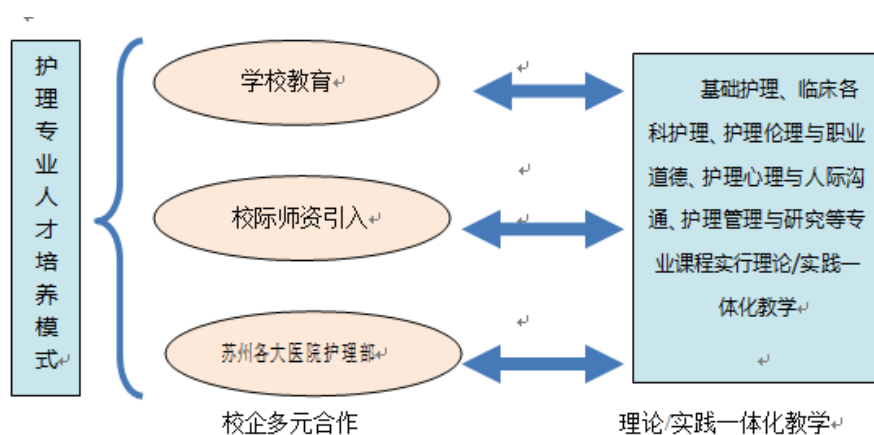 护理专业人才培养模式
学校教育
校际师资引入
苏州各大医院护理部
基础护理、临床各
科护理、护理伦理与职业
道德、护理心理与人际沟
通、护理管理与研究等专
业课程实行理论/实践一
体化教学
校企多元合作
理论/实践一体化教学